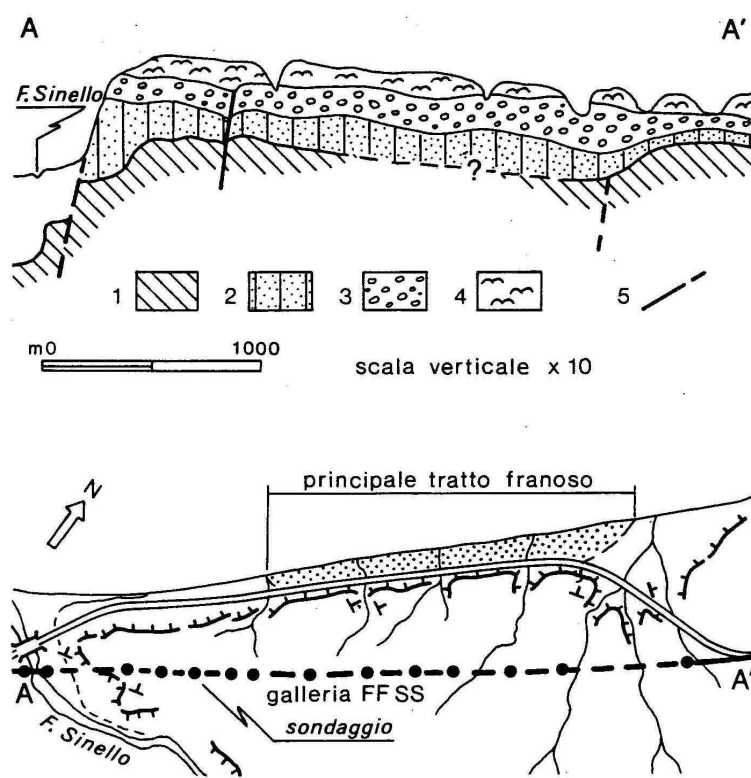 A A'
F. Sinello
?
1 2 3 4 5
m0 1000
scala verticale x 10
principale tratto franoso
N
galleria FF SS
A A'
F. Sinello
sondaggio